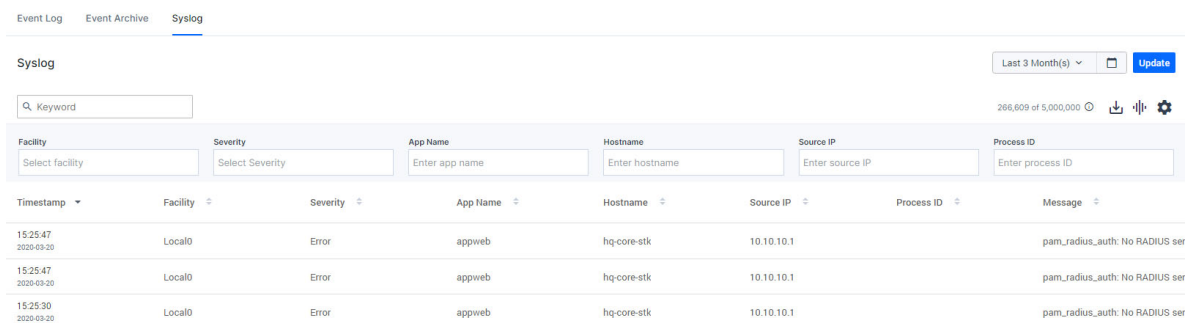 Event Log Event Archive Syslog
Syslog Last 3 Month(s) Update
Keyword 266,609 of 5,000,000
Facility Severity App Name Hostname Source IP Process ID
Select facility Select Severity Enter app name Enter hostname Enter source IP Enter process ID
Timestamp Facility Severity App Name Hostname Source IP Process ID Message
15:25:47
2020-03-20 Local0 Error appweb hq-core-stk 10.10.10.1 pam_radius_auth: No RADIUS ser
15:25:47
2020-03-20 Local0 Error appweb hq-core-stk 10.10.10.1 pam_radius_auth: No RADIUS ser
15:25:30
2020-03-20 Local0 Error appweb hq-core-stk 10.10.10.1 pam_radius_auth: No RADIUS ser